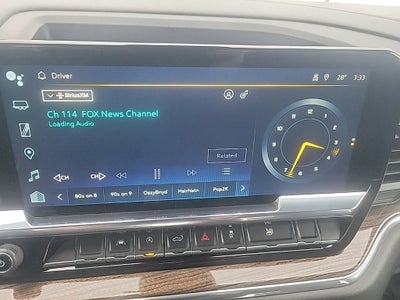 Driver
28° 3:33
SiriusXM
Ch 114 FOX News Channel
Loading Audio
Related
CH CH
80s on 8 90s on 9 OzzyBnyd HairNatn Pop2K